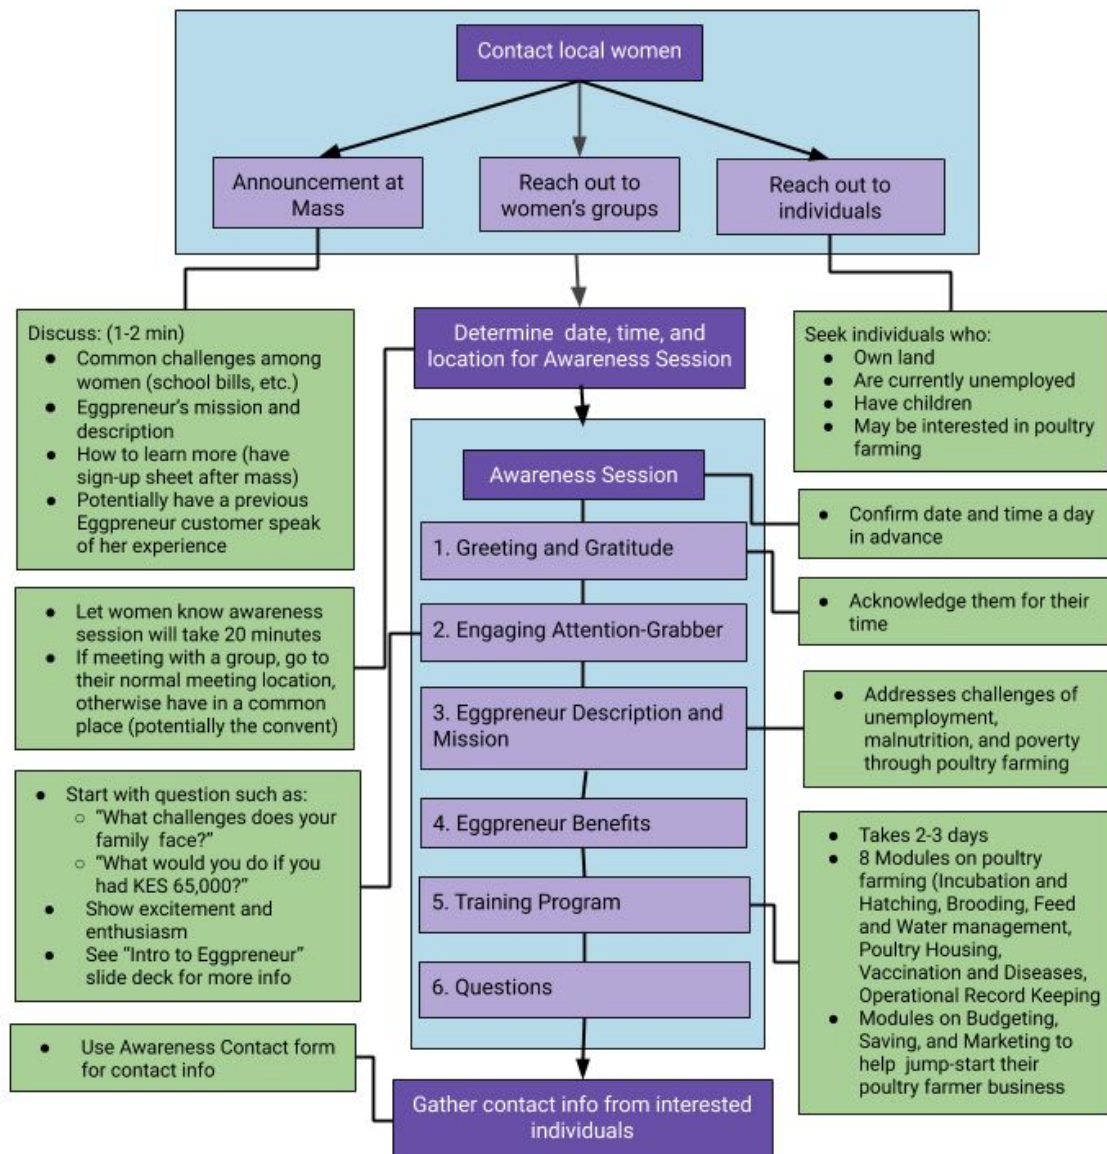 Contact local women
Announcement at
Mass
Reach out to
women's groups
Reach out to
individuals
Discuss: (1-2 min)
● Common challenges among
women (school bills, etc.)
● Eggpreneur's mission and
description
● How to learn more (have
sign-up sheet after mass)
● Potentially have a previous
Eggpreneur customer speak
of her experience
Determine date, time, and
location for Awareness Session
Seek individuals who:
● Own land
● Are currently unemployed
● Have children
● May be interested in poultry
farming
● Let women know awareness
session will take 20 minutes
● If meeting with a group, go to
their normal meeting location,
otherwise have in a common
place (potentially the convent)
Awareness Session
● Confirm date and time a day
in advance
1. Greeting and Gratitude
● Acknowledge them for their
time
2. Engaging Attention-Grabber
● Start with question such as:
○ "What challenges does your
family face?"
○ "What would you do if you
had KES 65,000?"
● Show excitement and
enthusiasm
● See "Intro to Eggpreneur"
slide deck for more info
3. Eggpreneur Description and
Mission
● Addresses challenges of
unemployment,
malnutrition, and poverty
through poultry farming
4. Eggpreneur Benefits
5. Training Program
● Takes 2-3 days
● 8 Modules on poultry
farming (Incubation and
Hatching, Brooding, Feed
and Water management,
Poultry Housing,
Vaccination and Diseases,
Operational Record Keeping
● Modules on Budgeting,
Saving, and Marketing to
help jump-start their
poultry farmer business
6. Questions
● Use Awareness Contact form
for contact info
Gather contact info from interested
individuals